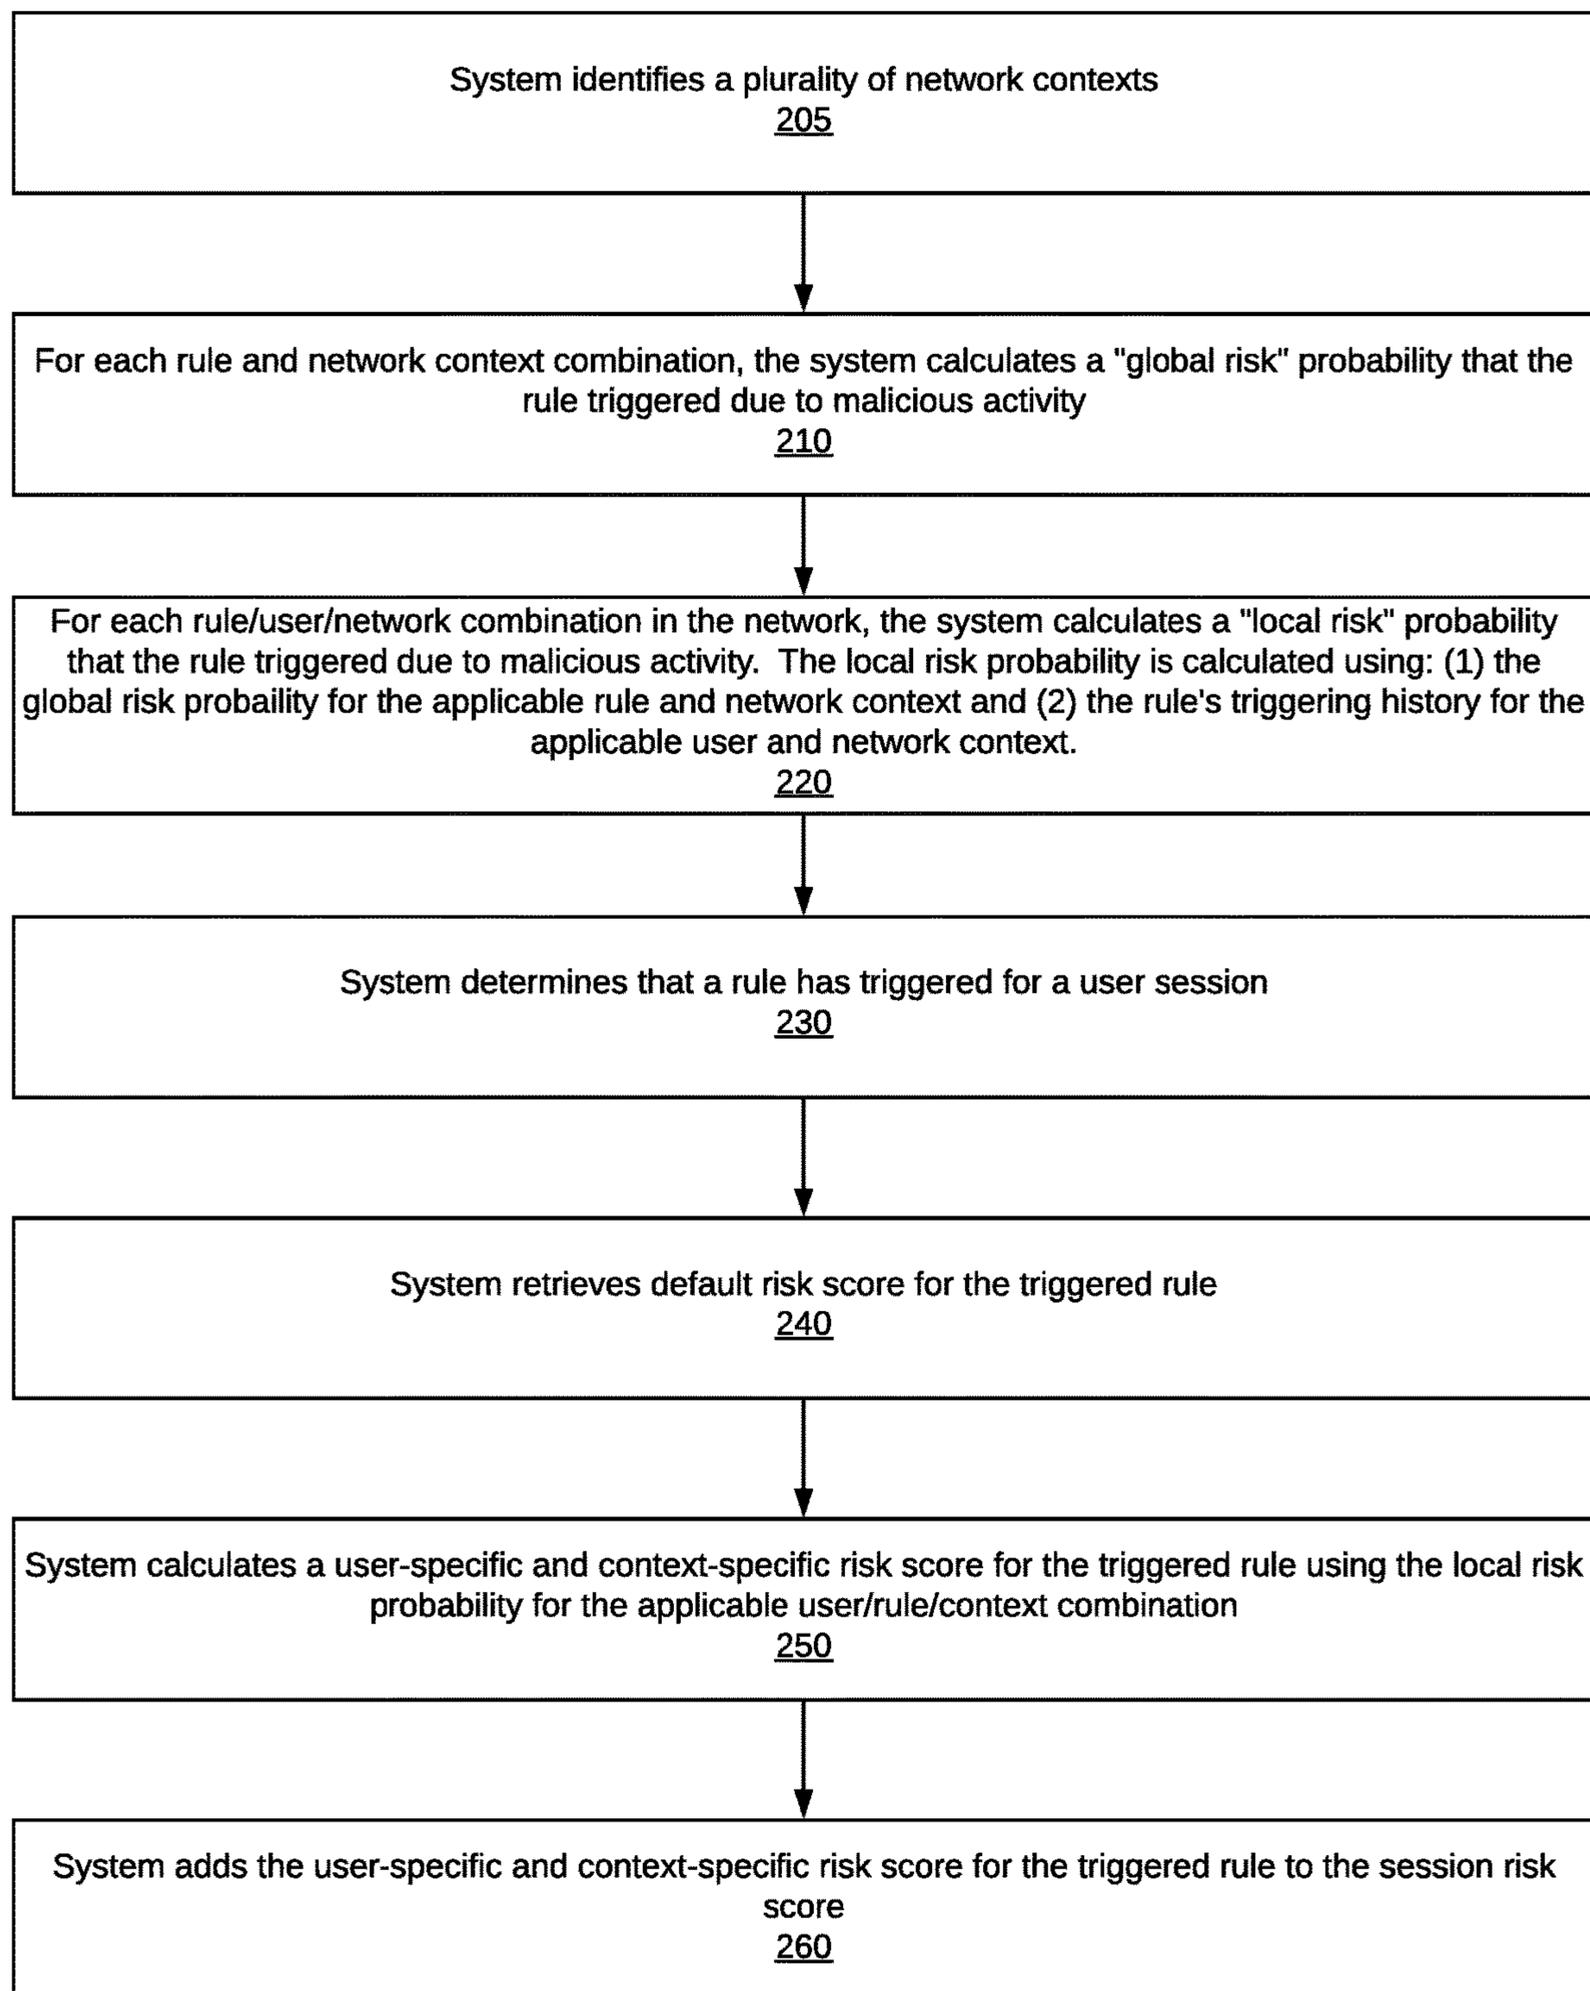 System identifies a plurality of network contexts
205
For each rule and network context combination, the system calculates a "global risk" probability that the
rule triggered due to malicious activity
210
For each rule/user/network combination in the network, the system calculates a "local risk" probability
that the rule triggered due to malicious activity.  The local risk probability is calculated using: (1) the
global risk probaility for the applicable rule and network context and (2) the rule's triggering history for the
applicable user and network context.
220
System determines that a rule has triggered for a user session
230
System retrieves default risk score for the triggered rule
240
System calculates a user-specific and context-specific risk score for the triggered rule using the local risk
probability for the applicable user/rule/context combination
250
System adds the user-specific and context-specific risk score for the triggered rule to the session risk
score
260